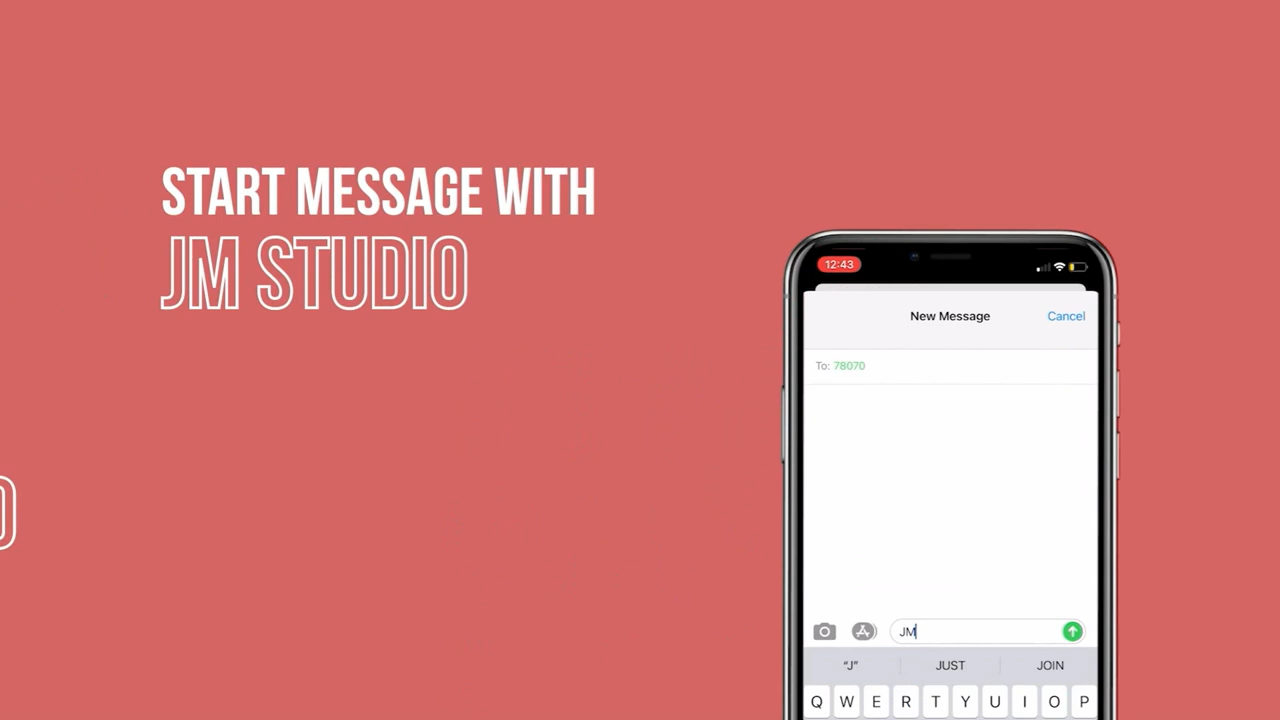 START MESSAGE WITH
JM STUDIO
12:43
New Message
Cancel
To: 78070
JM
"J"
JUST
JOIN
Q W E R T Y U I O P